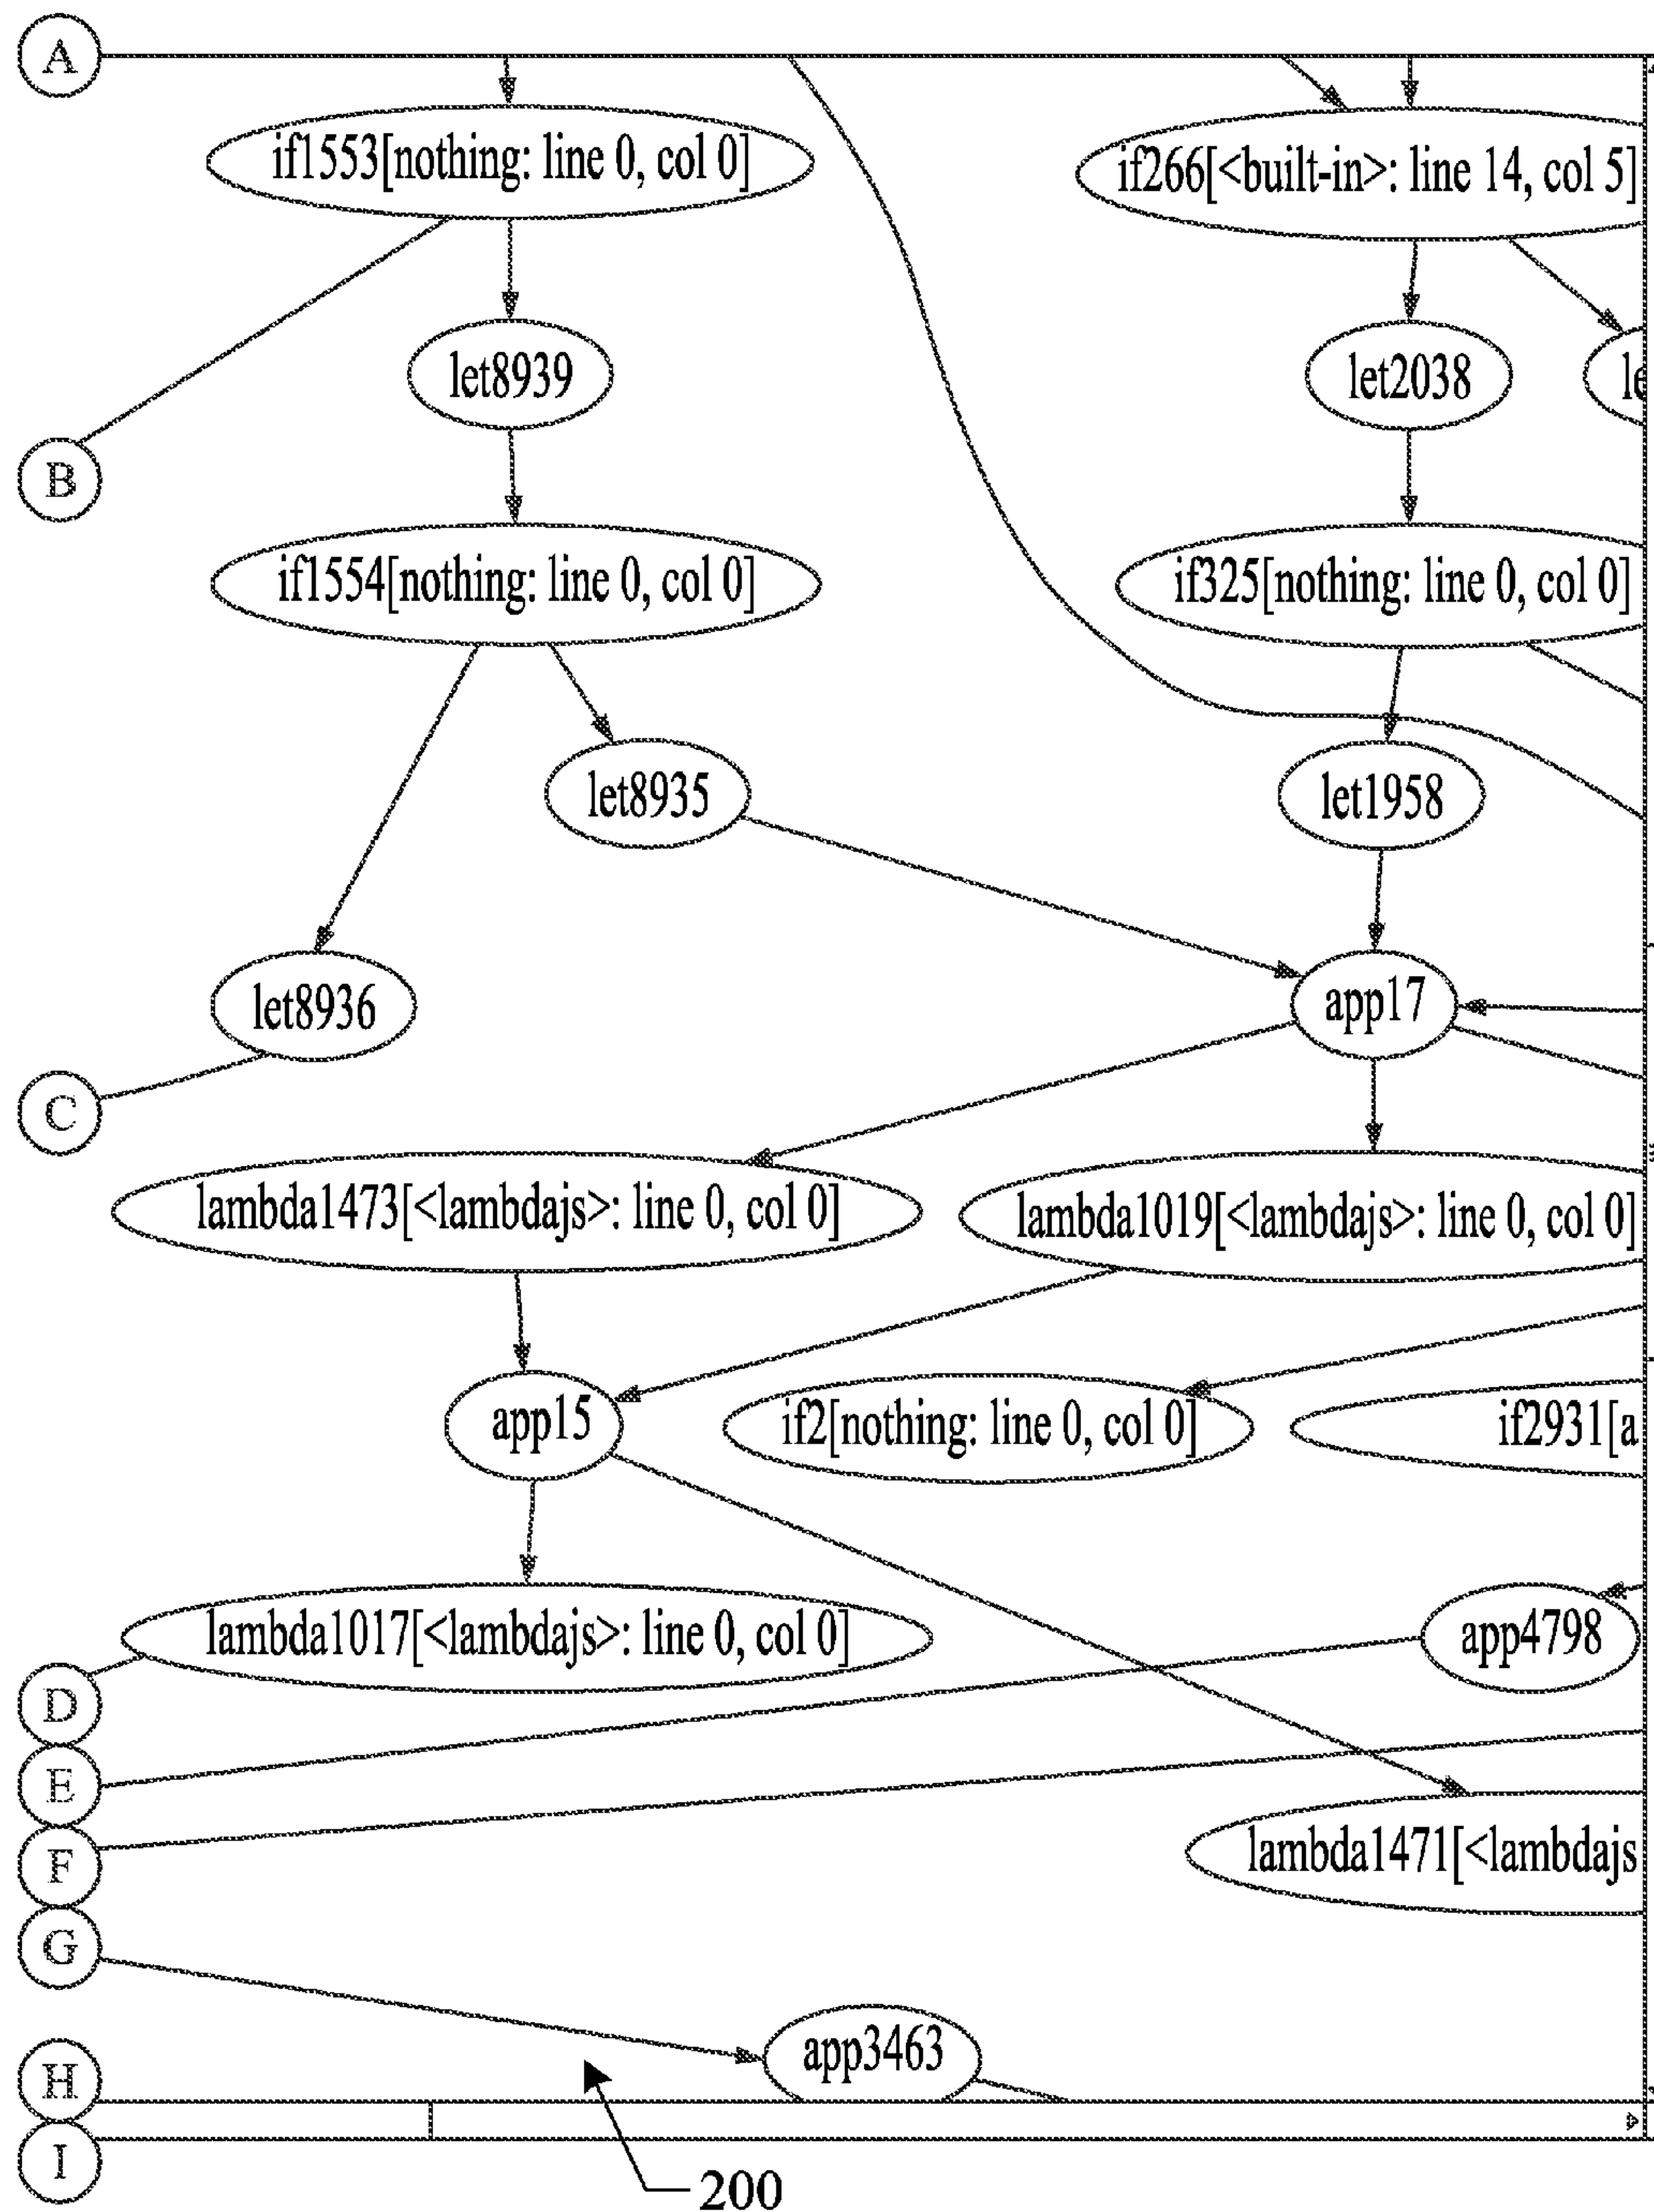 A
if1553[nothing: line 0, col 0]
if266[<built-in>: line 14, col 5]
let8939
let2038
le
B
if1554[nothing: line 0, col 0]
if325[nothing: line 0, col 0]
let8935
let1958
let8936
app17
C
lambda1473[<lambdajs>: line 0, col 0]
lambda1019[<lambdajs>: line 0, col 0]
app15
if2[nothing: line 0, col 0]
if2931[a
lambda1017[<lambdajs>: line 0, col 0]
app4798
D
E
F
lambda1471[<lambdajs
G
app3463
H
I
200